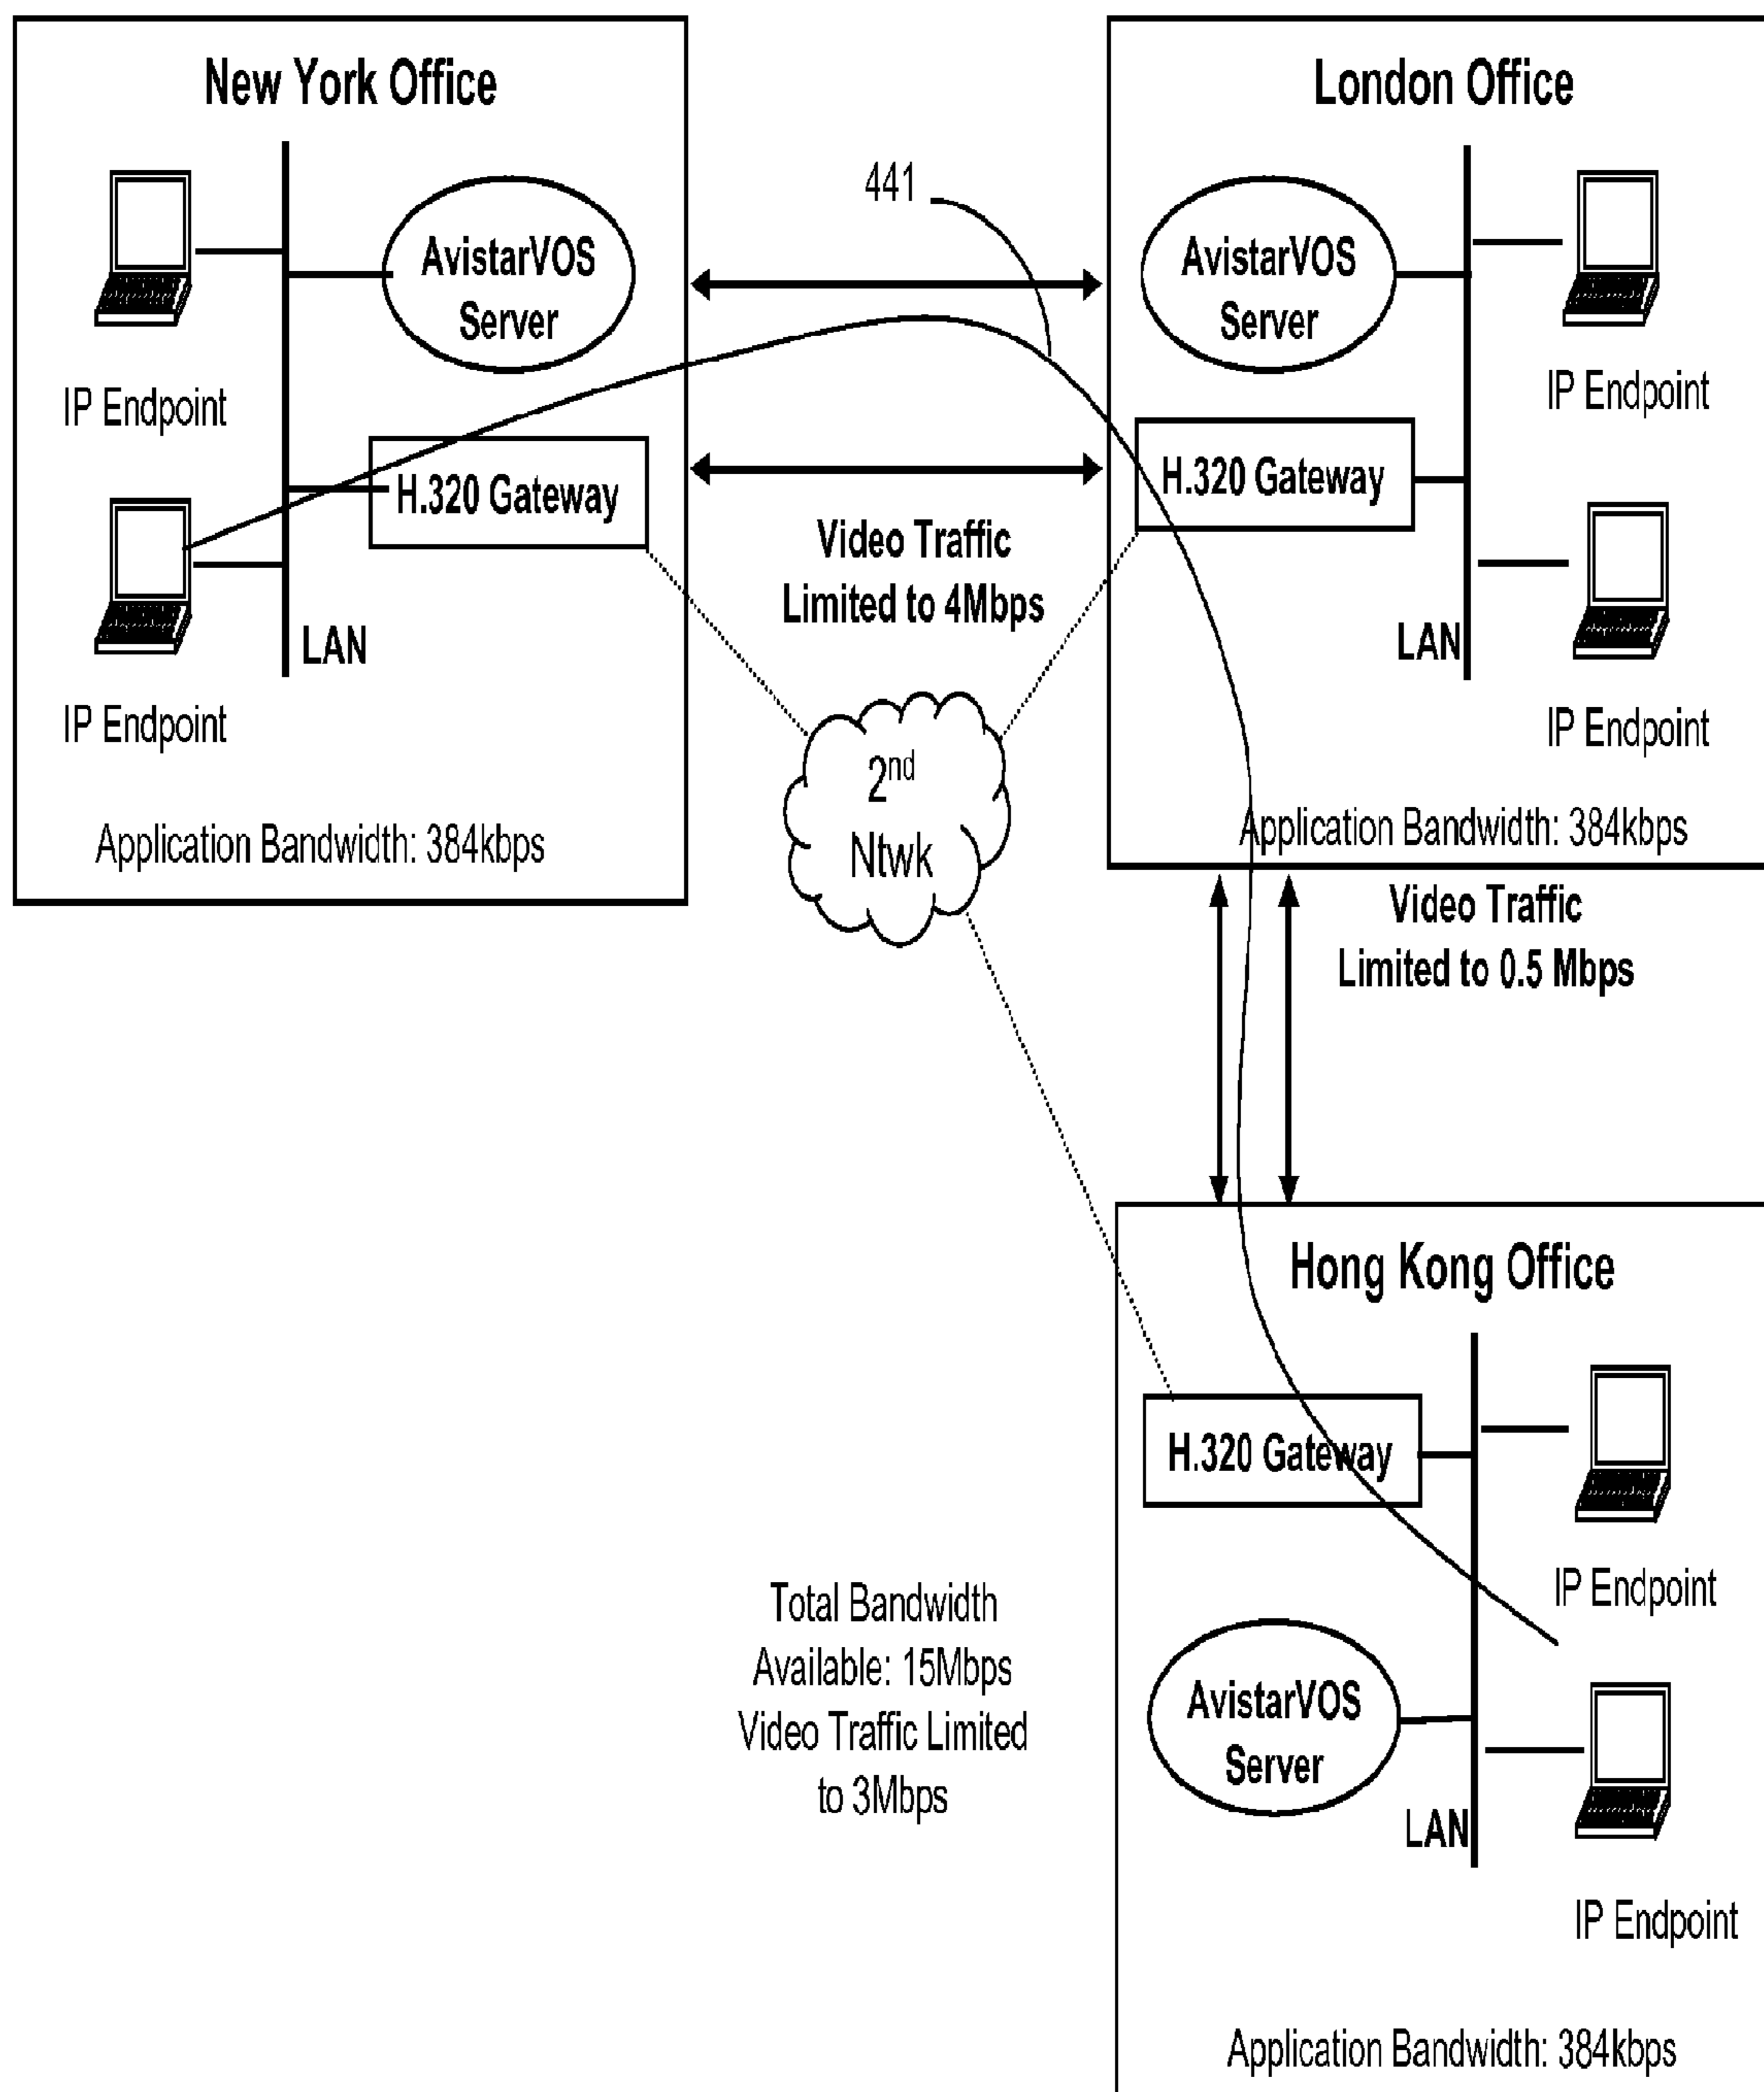 New York Office
AvistarVOS
Server
IP Endpoint
H.320 Gateway
LAN
IP Endpoint
Application Bandwidth: 384kbps
441
Video Traffic
Limited to 4Mbps
2nd
Ntwk
London Office
AvistarVOS
Server
IP Endpoint
H.320 Gateway
LAN
IP Endpoint
Application Bandwidth: 384kbps
Video Traffic
Limited to 0.5 Mbps
Hong Kong Office
H.320 Gateway
IP Endpoint
AvistarVOS
Server
LAN
IP Endpoint
Application Bandwidth: 384kbps
Total Bandwidth
Available: 15Mbps
Video Traffic Limited
to 3Mbps